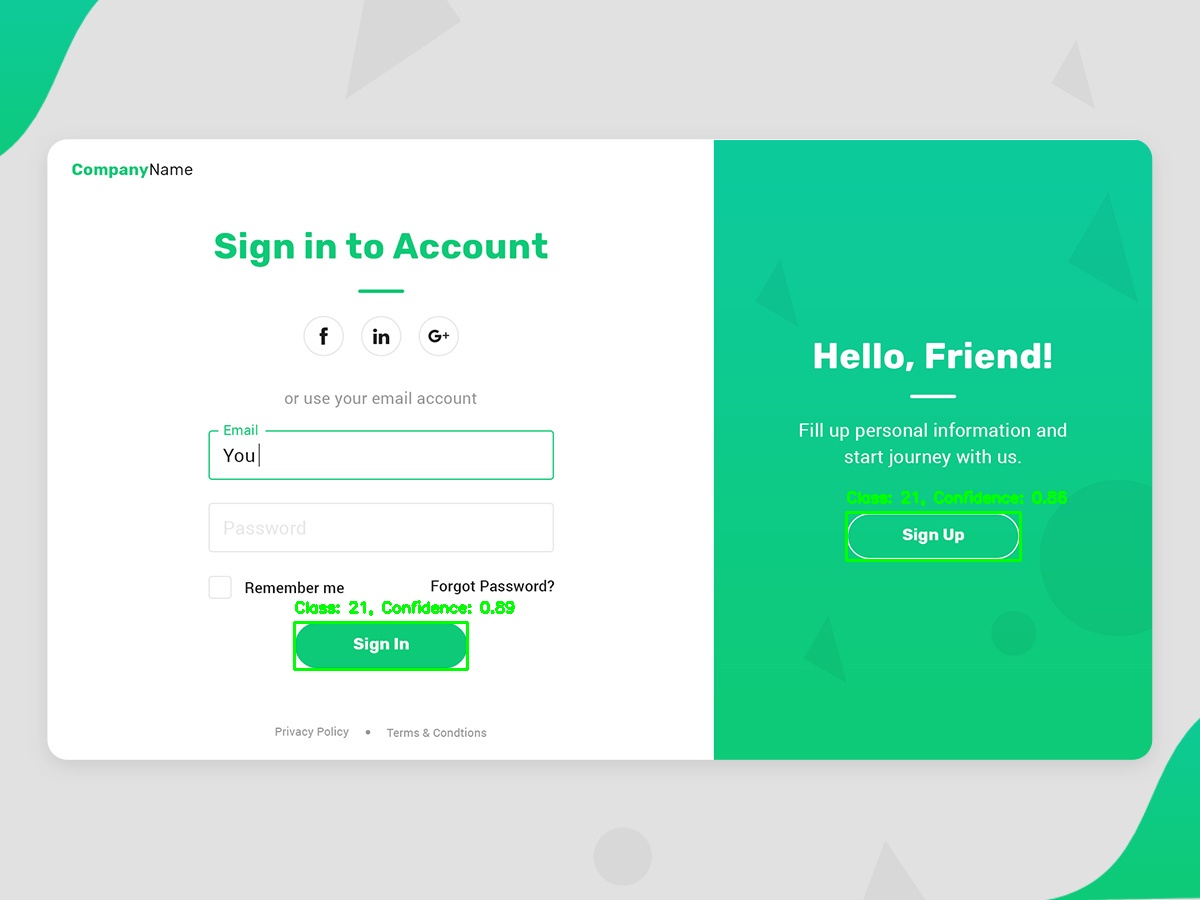 CompanyName
Sign in to Account
f in G+
or use your email account
Email
You
Password
Remember me
Forgot Password?
Class: 21, Confidence: 0.89
Sign In
Privacy Policy • Terms & Condtions
Hello, Friend!
Fill up personal information and
start journey with us.
Class: 21, Confidence: 0.86
Sign Up